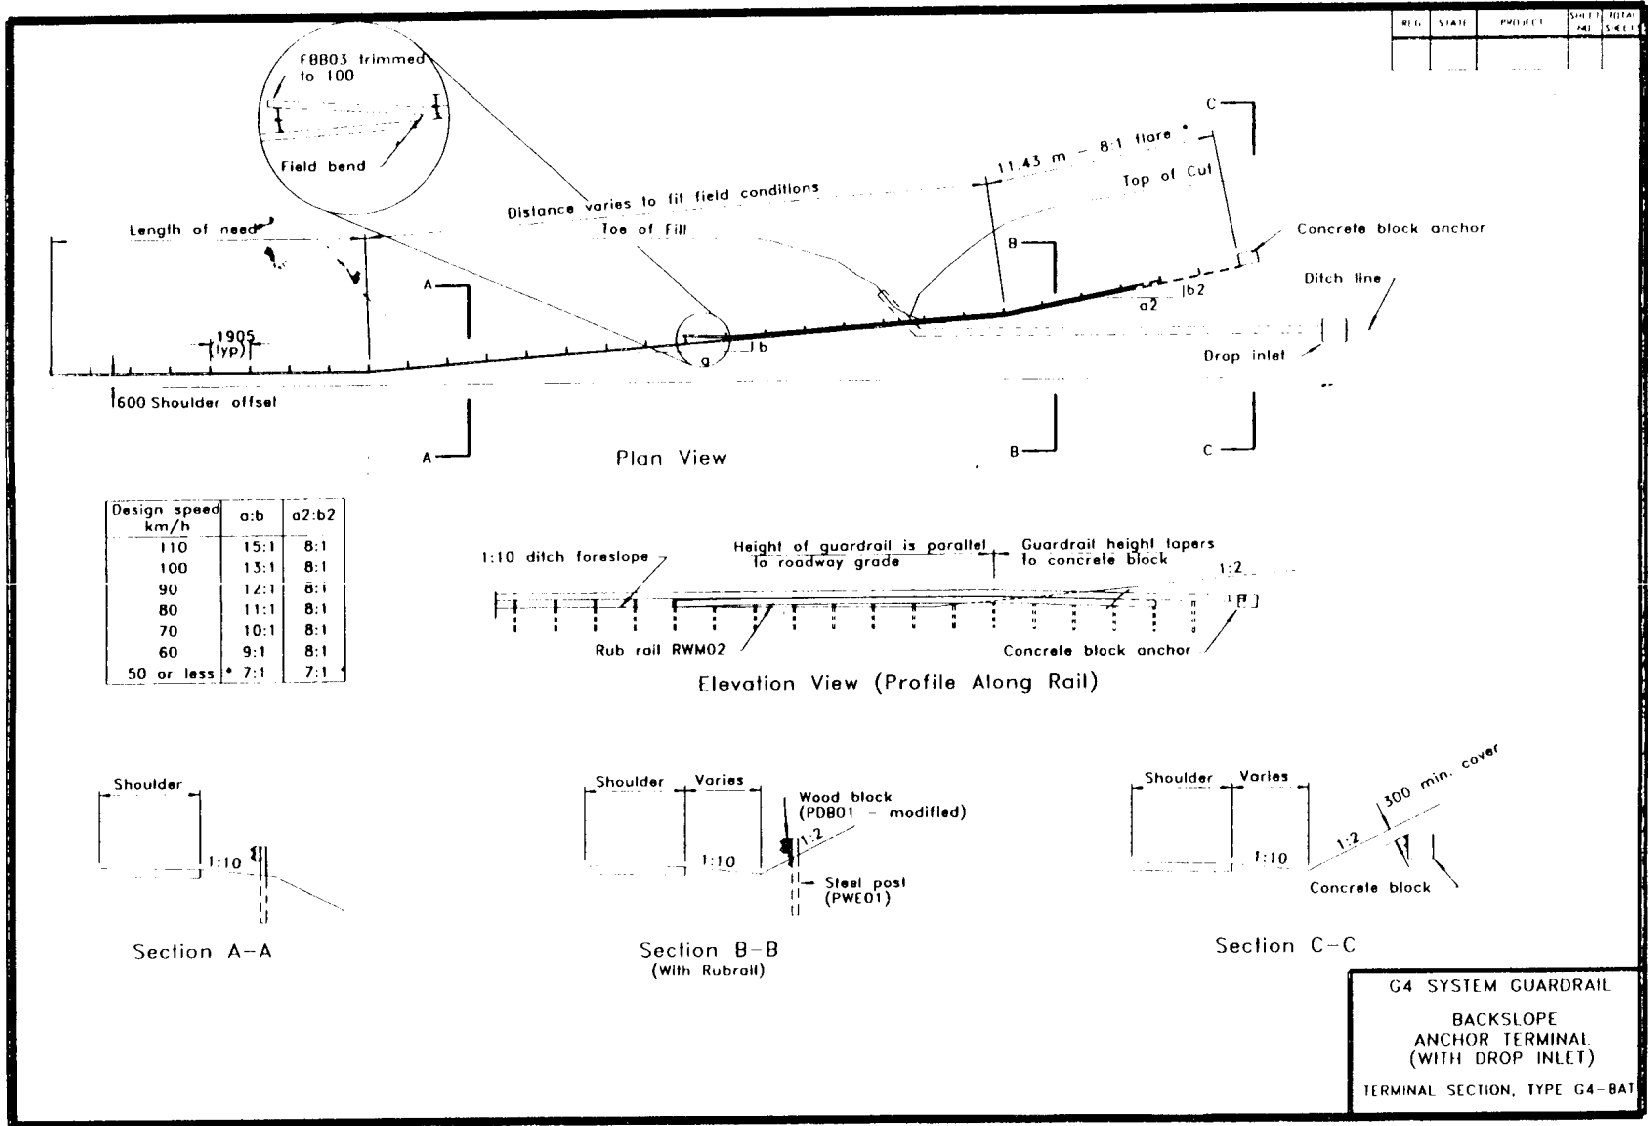 REG STATE PROJECT SHEET NO TOTAL SHEETS
FBB03 trimmed
to 100
Field bend
C
11.43 m - 8:1 flare *
Top of Cut
Distance varies to fit field conditions
Toe of Fill
Length of need
B
Concrete block anchor
A
Ditch line
a2
b2
1905
(typ)
b
a
Drop inlet
600 Shoulder offset
A
B
C
Plan View
Design speed
km/h
a:b
a2:b2
110 15:1 8:1
100 13:1 8:1
90 12:1 8:1
80 11:1 8:1
70 10:1 8:1
60 9:1 8:1
50 or less * 7:1 7:1 *
1:10 ditch foreslope
Height of guardrail is parallel
to roadway grade
Guardrail height tapers
to concrete block
1:2
Rub rail RWM02
Concrete block anchor
Elevation View (Profile Along Rail)
Shoulder
1:10
Section A-A
Shoulder
Varies
Wood block
(PDB01 - modified)
1:2
1:10
Steel post
(PWE01)
Section B-B
(With Rubrail)
Shoulder
Varies
300 min. cover
1:2
1:10
Concrete block
Section C-C
G4 SYSTEM GUARDRAIL
BACKSLOPE
ANCHOR TERMINAL
(WITH DROP INLET)
TERMINAL SECTION, TYPE G4-BAT